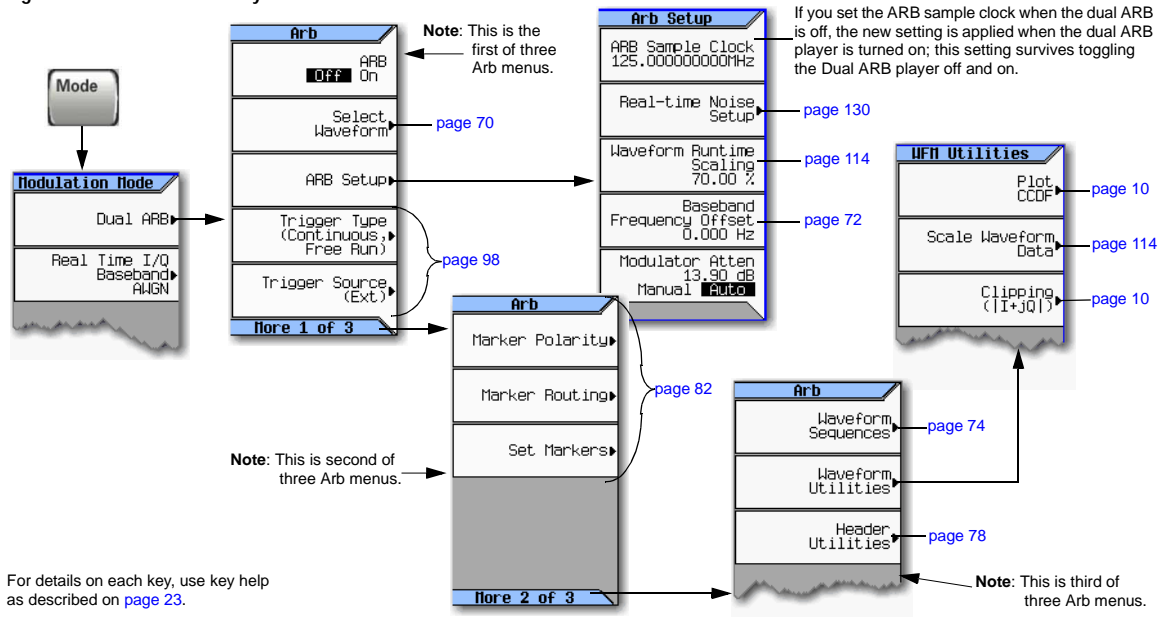 Mode
Modulation Mode
Dual ARB
Real Time I/Q
Baseband
AWGN
Arb
ARB
Off On
Select
Waveform
ARB Setup
Trigger Type
(Continuous,
Free Run)
Trigger Source
(Ext)
More 1 of 3
Note: This is the
first of three
Arb menus.
page 70
page 98
Arb Setup
ARB Sample Clock
125.000000000MHz
Real-time Noise
Setup
Waveform Runtime
Scaling
70.00 %
Baseband
Frequency Offset
0.000 Hz
Modulator Atten
13.90 dB
Manual Auto
If you set the ARB sample clock when the dual ARB
is off, the new setting is applied when the dual ARB
player is turned on; this setting survives toggling
the Dual ARB player off and on.
page 130
page 114
page 72
Arb
Marker Polarity
Marker Routing
Set Markers
More 2 of 3
page 82
Note: This is second of
three Arb menus.
WFM Utilities
Plot
CCDF
Scale Waveform
Data
Clipping
(|I+jQ|)
page 10
page 114
page 10
Arb
Waveform
Sequences
Waveform
Utilities
Header
Utilities
page 74
page 78
Note: This is third of
three Arb menus.
For details on each key, use key help
as described on page 23.